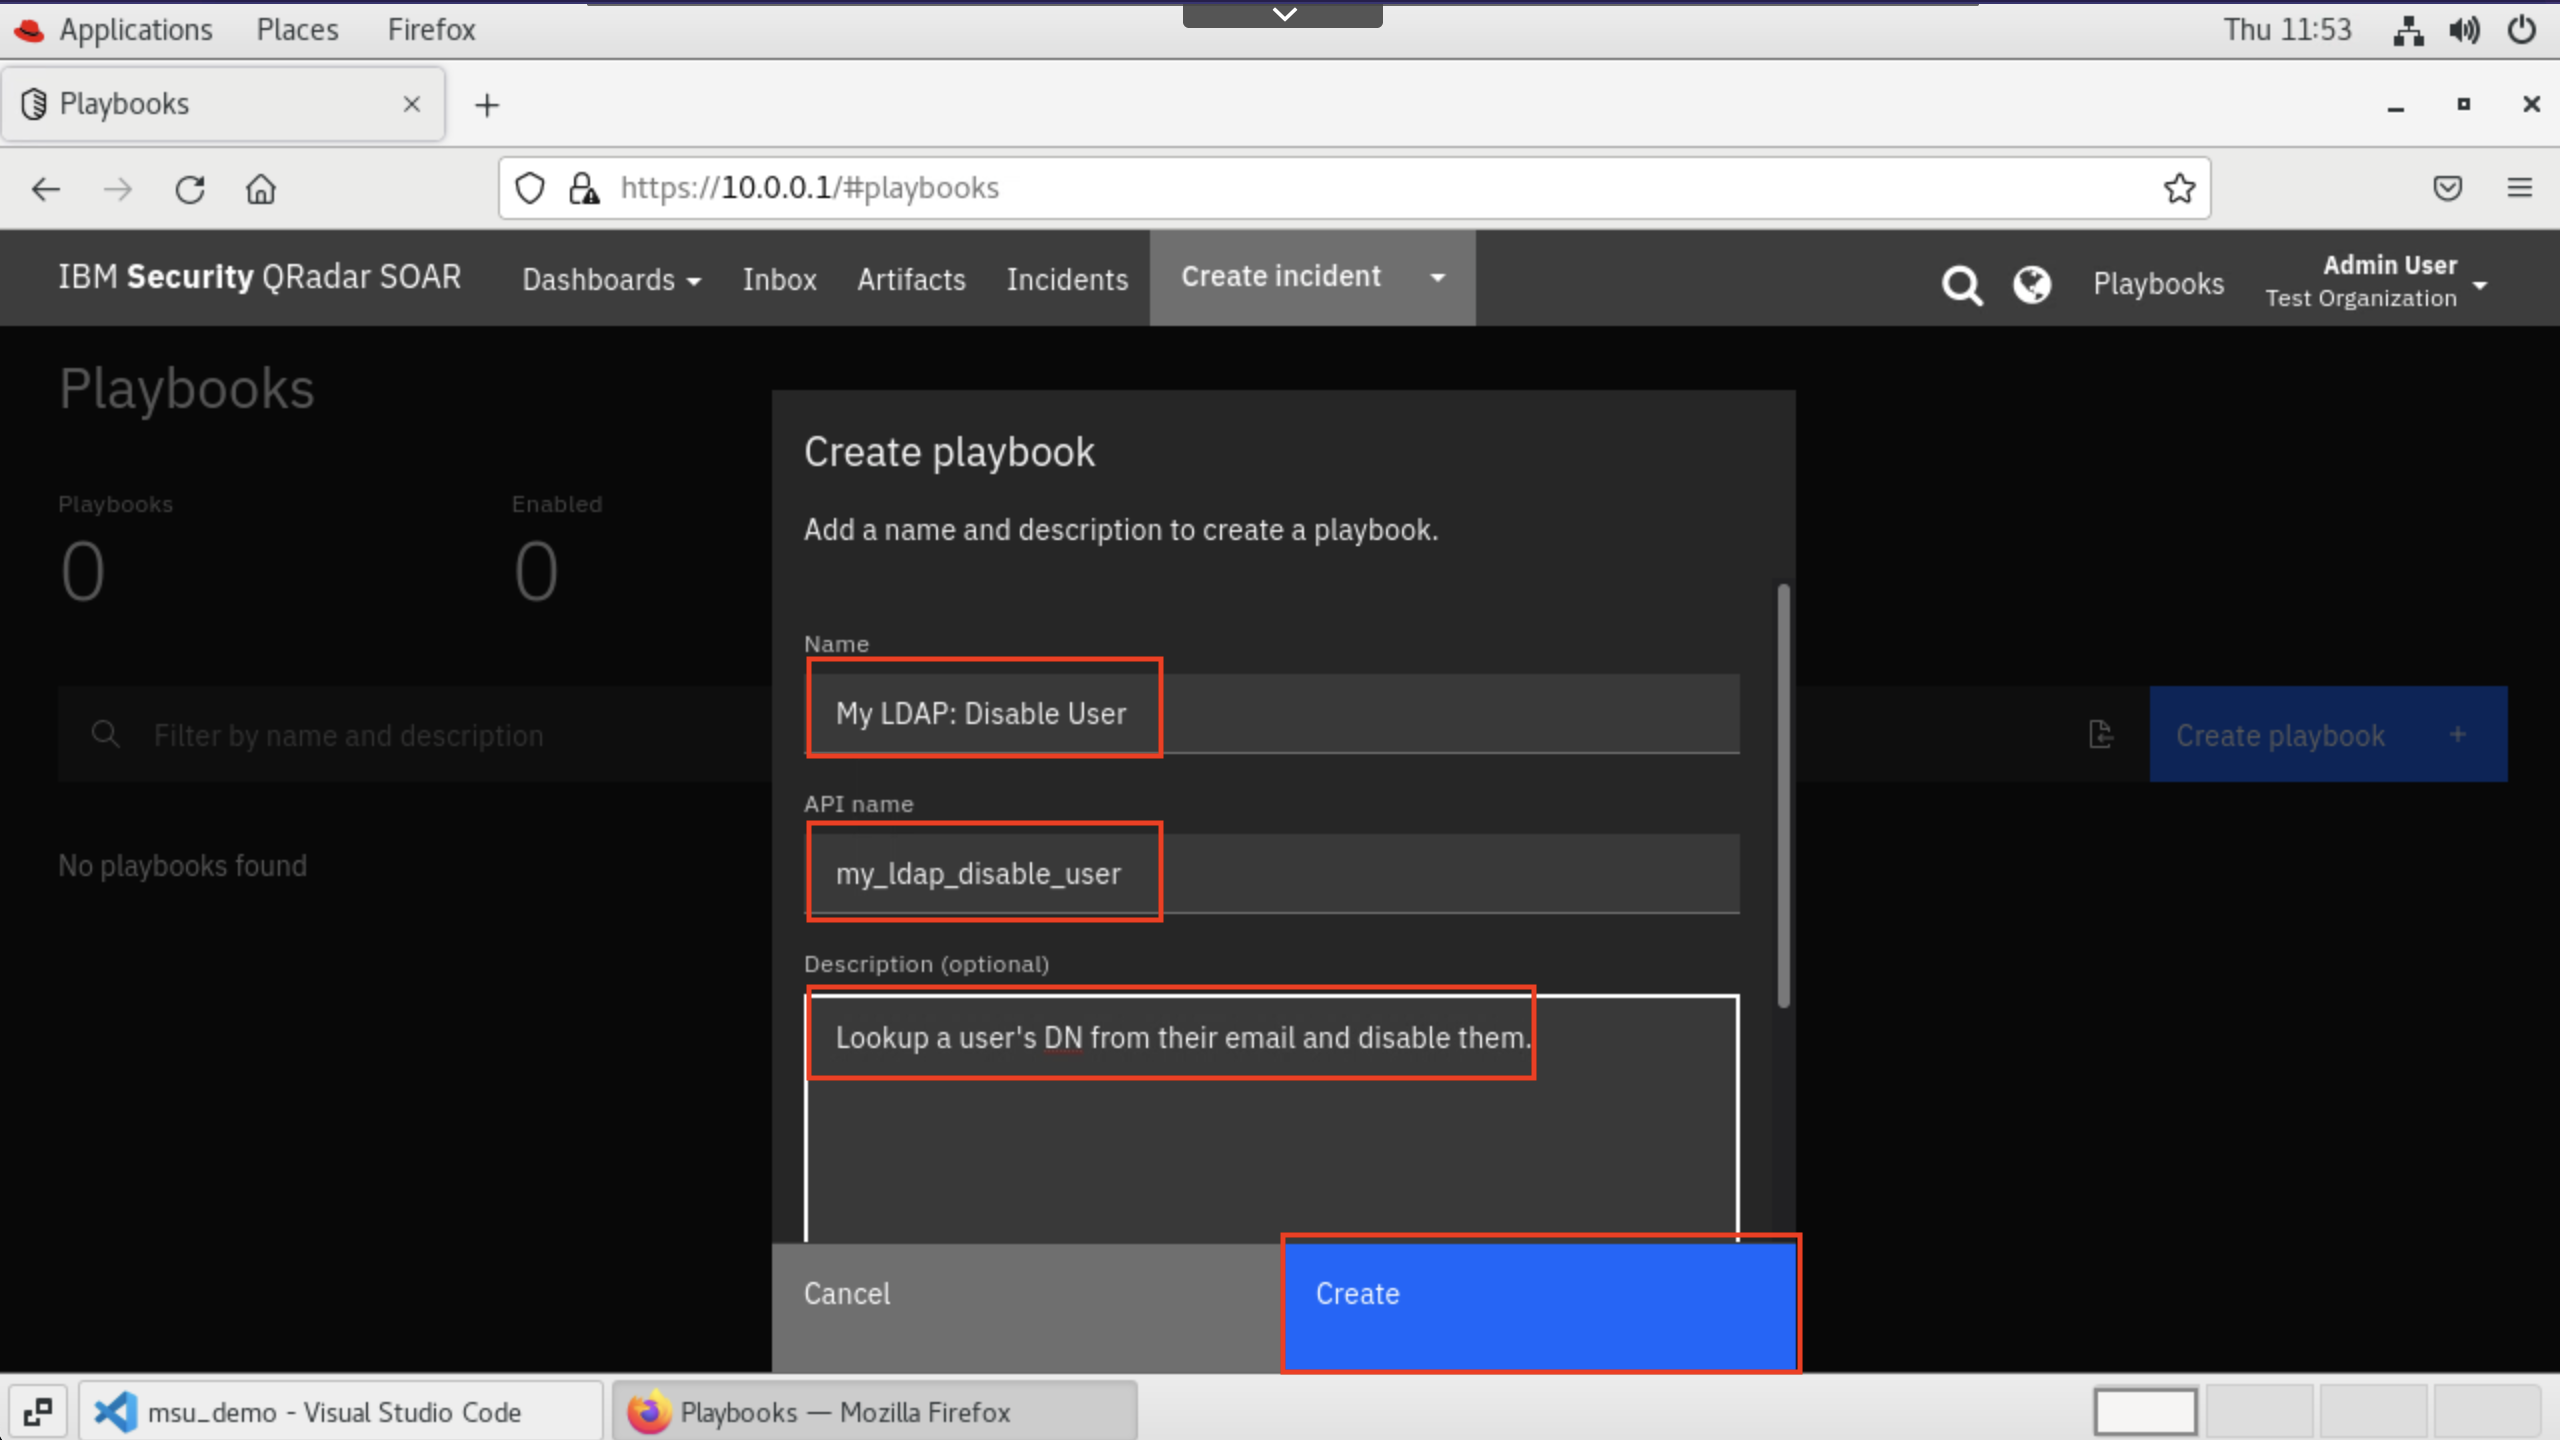 Applications Places Firefox Thu 11:53
Playbooks
https://10.0.0.1/#playbooks
IBM Security QRadar SOAR Dashboards Inbox Artifacts Incidents Create incident Playbooks Admin User
Test Organization
Playbooks
Create playbook
Add a name and description to create a playbook.
Playbooks Enabled
0 0
Name
My LDAP: Disable User
Filter by name and description
Create playbook +
API name
my_ldap_disable_user
No playbooks found
Description (optional)
Lookup a user's DN from their email and disable them.
Cancel Create
msu_demo - Visual Studio Code Playbooks — Mozilla Firefox